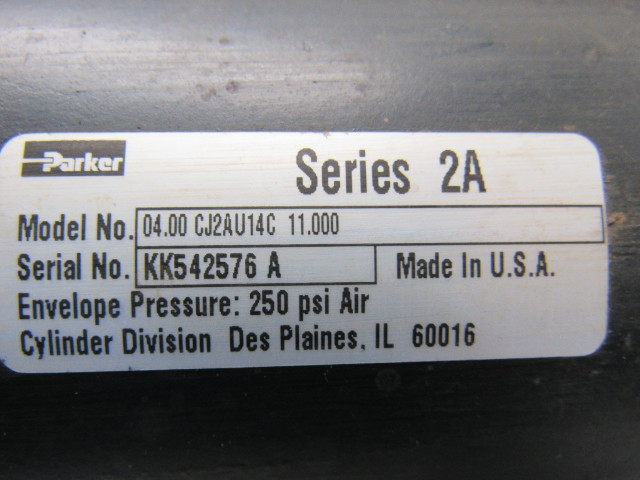 Parker
Series 2A
Model No. 04.00 CJ2AU14C 11.000
Serial No. KK542576 A Made In U.S.A.
Envelope Pressure: 250 psi Air
Cylinder Division Des Plaines, IL 60016